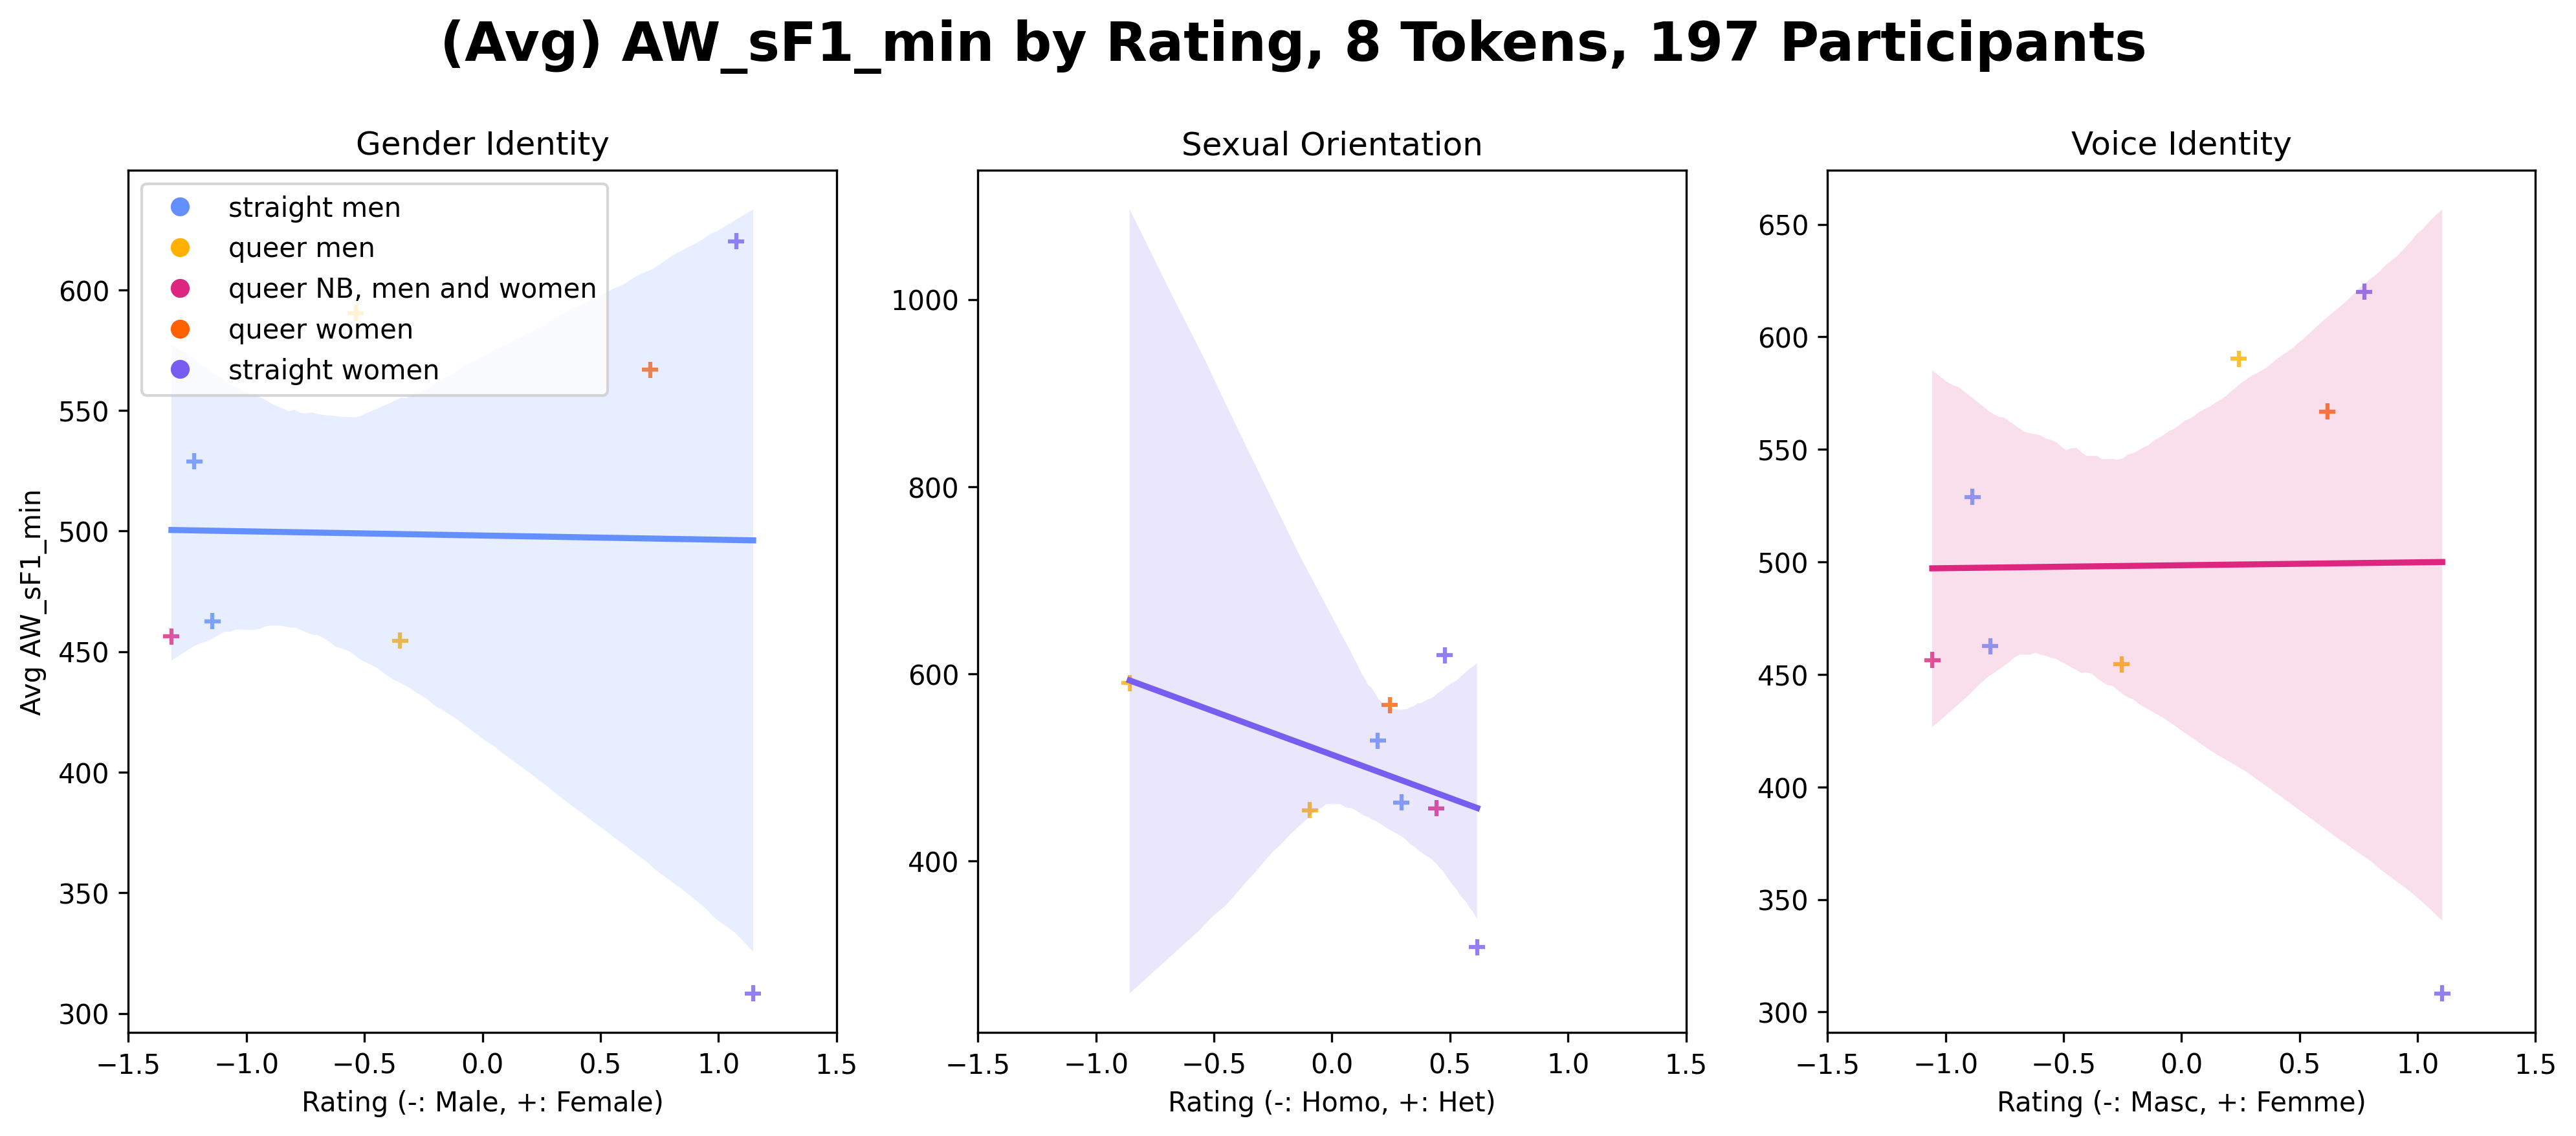 (Avg) AW_sF1_min by Rating, 8 Tokens, 197 Participants
Gender Identity
straight men
queer men
queer NB, men and women
queer women
straight women
600
550
500
450
400
350
300
Avg AW_sF1_min
−1.5 −1.0 −0.5 0.0 0.5 1.0 1.5
Rating (-: Male, +: Female)
Sexual Orientation
1000
800
600
400
−1.5 −1.0 −0.5 0.0 0.5 1.0 1.5
Rating (-: Homo, +: Het)
Voice Identity
650
600
550
500
450
400
350
300
−1.5 −1.0 −0.5 0.0 0.5 1.0 1.5
Rating (-: Masc, +: Femme)